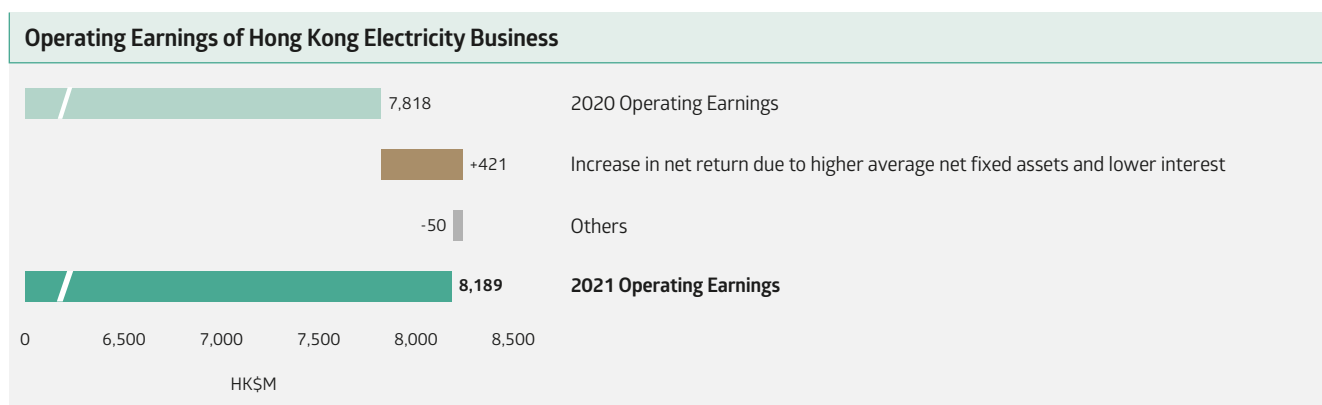 Operating Earnings of Hong Kong Electricity Business
7,818 2020 Operating Earnings
+421 Increase in net return due to higher average net fixed assets and lower interest
-50 Others
8,189 2021 Operating Earnings
0 6,500 7,000 7,500 8,000 8,500
HK$M